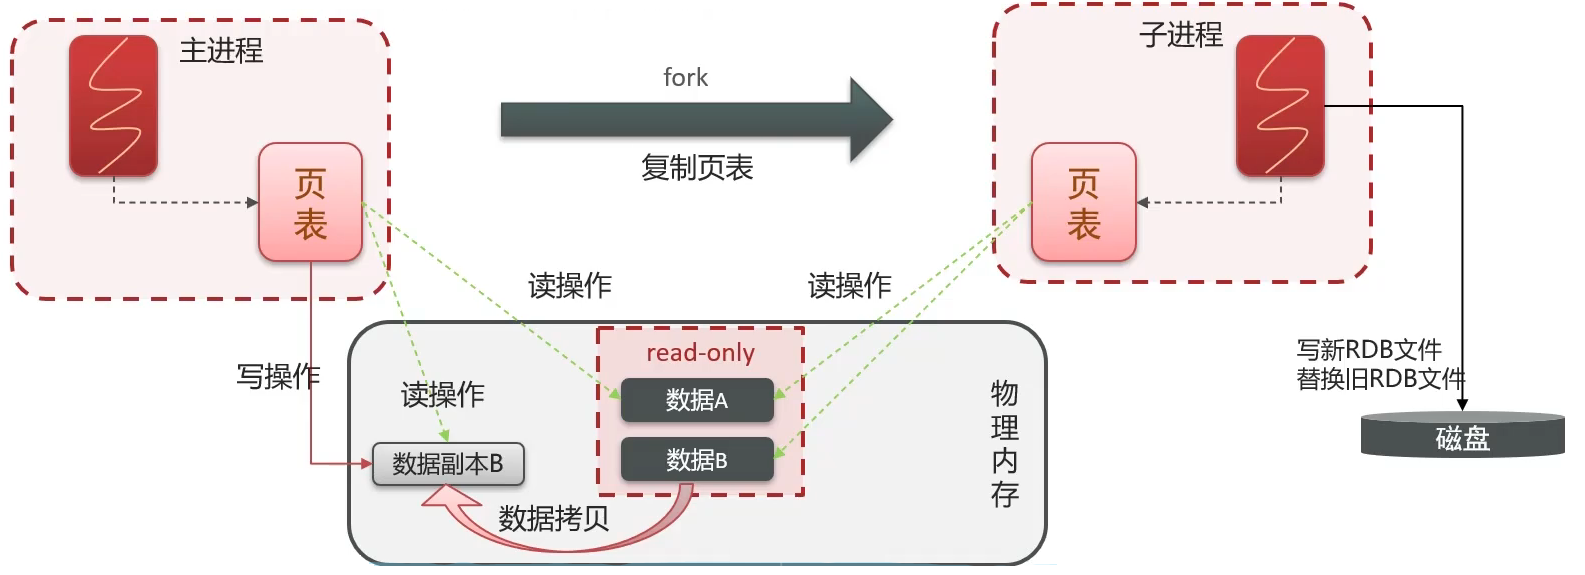 主进程
子进程
fork
复制页表
页
表
页
表
读操作
读操作
写操作
读操作
read-only
数据A
数据B
数据副本B
数据拷贝
物
理
内
存
写新RDB文件
替换旧RDB文件
磁盘